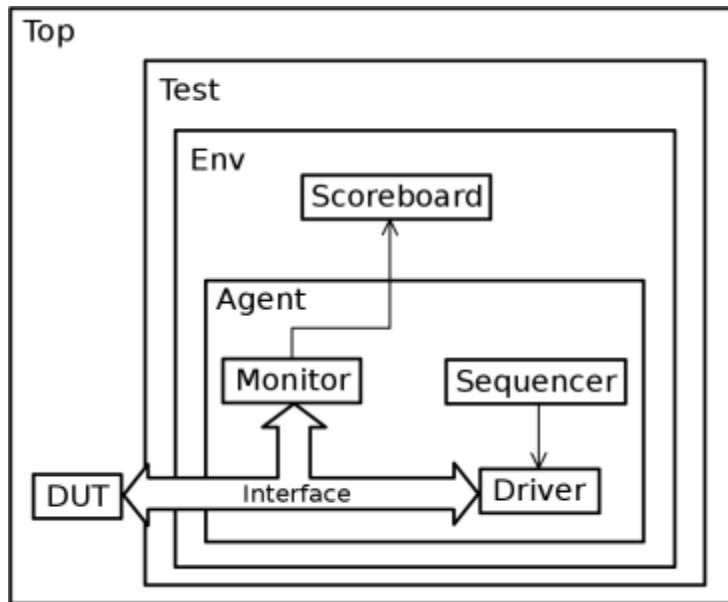 Top
Test
Env
Scoreboard
Agent
Monitor
Sequencer
DUT
Interface
Driver